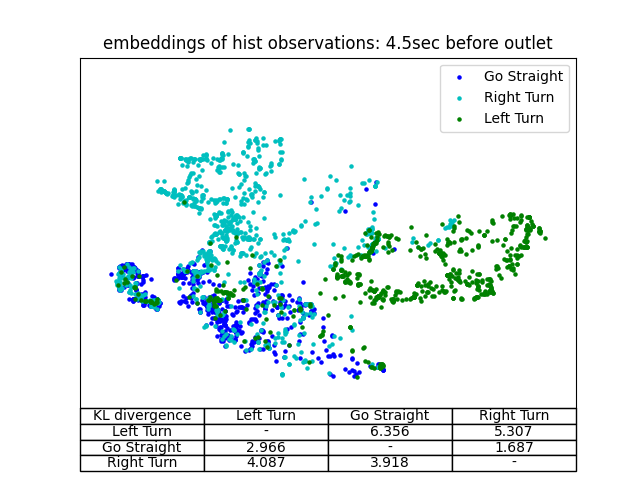 embeddings of hist observations: 4.5sec before outlet
Go Straight
Right Turn
Left Turn
KL divergence Left Turn Go Straight Right Turn
Left Turn - 6.356 5.307
Go Straight 2.966 - 1.687
Right Turn 4.087 3.918 -